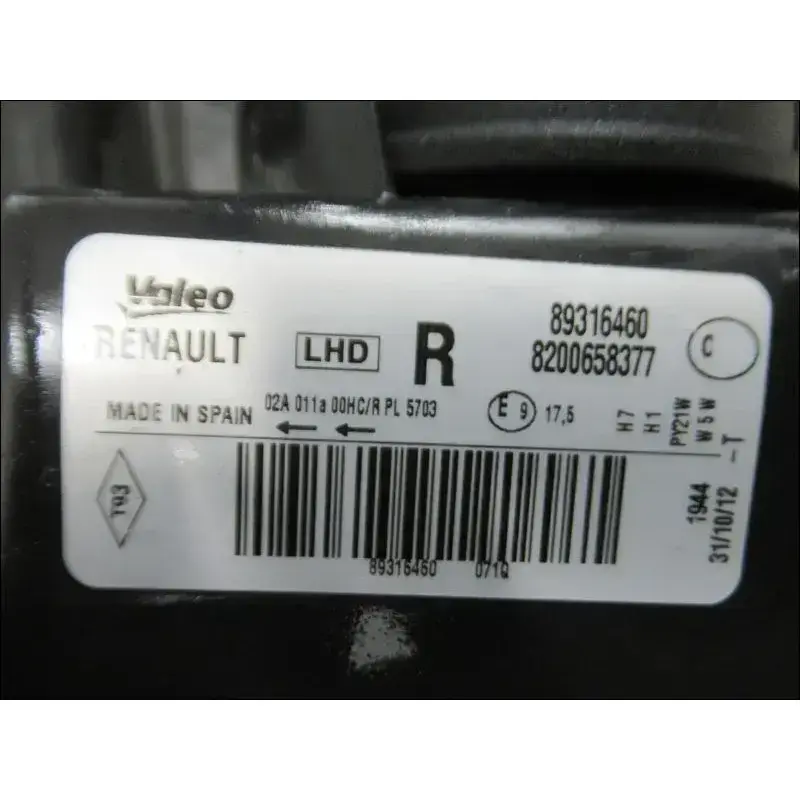 Valeo
RENAULT
LHD
R
89316460
8200658377
C
MADE IN SPAIN
02A 011a 00HC/R PL 5703
E 9
17,5
H7
H1
PY21W
W5W
-T
1944
31/10/12
89316460 071Q